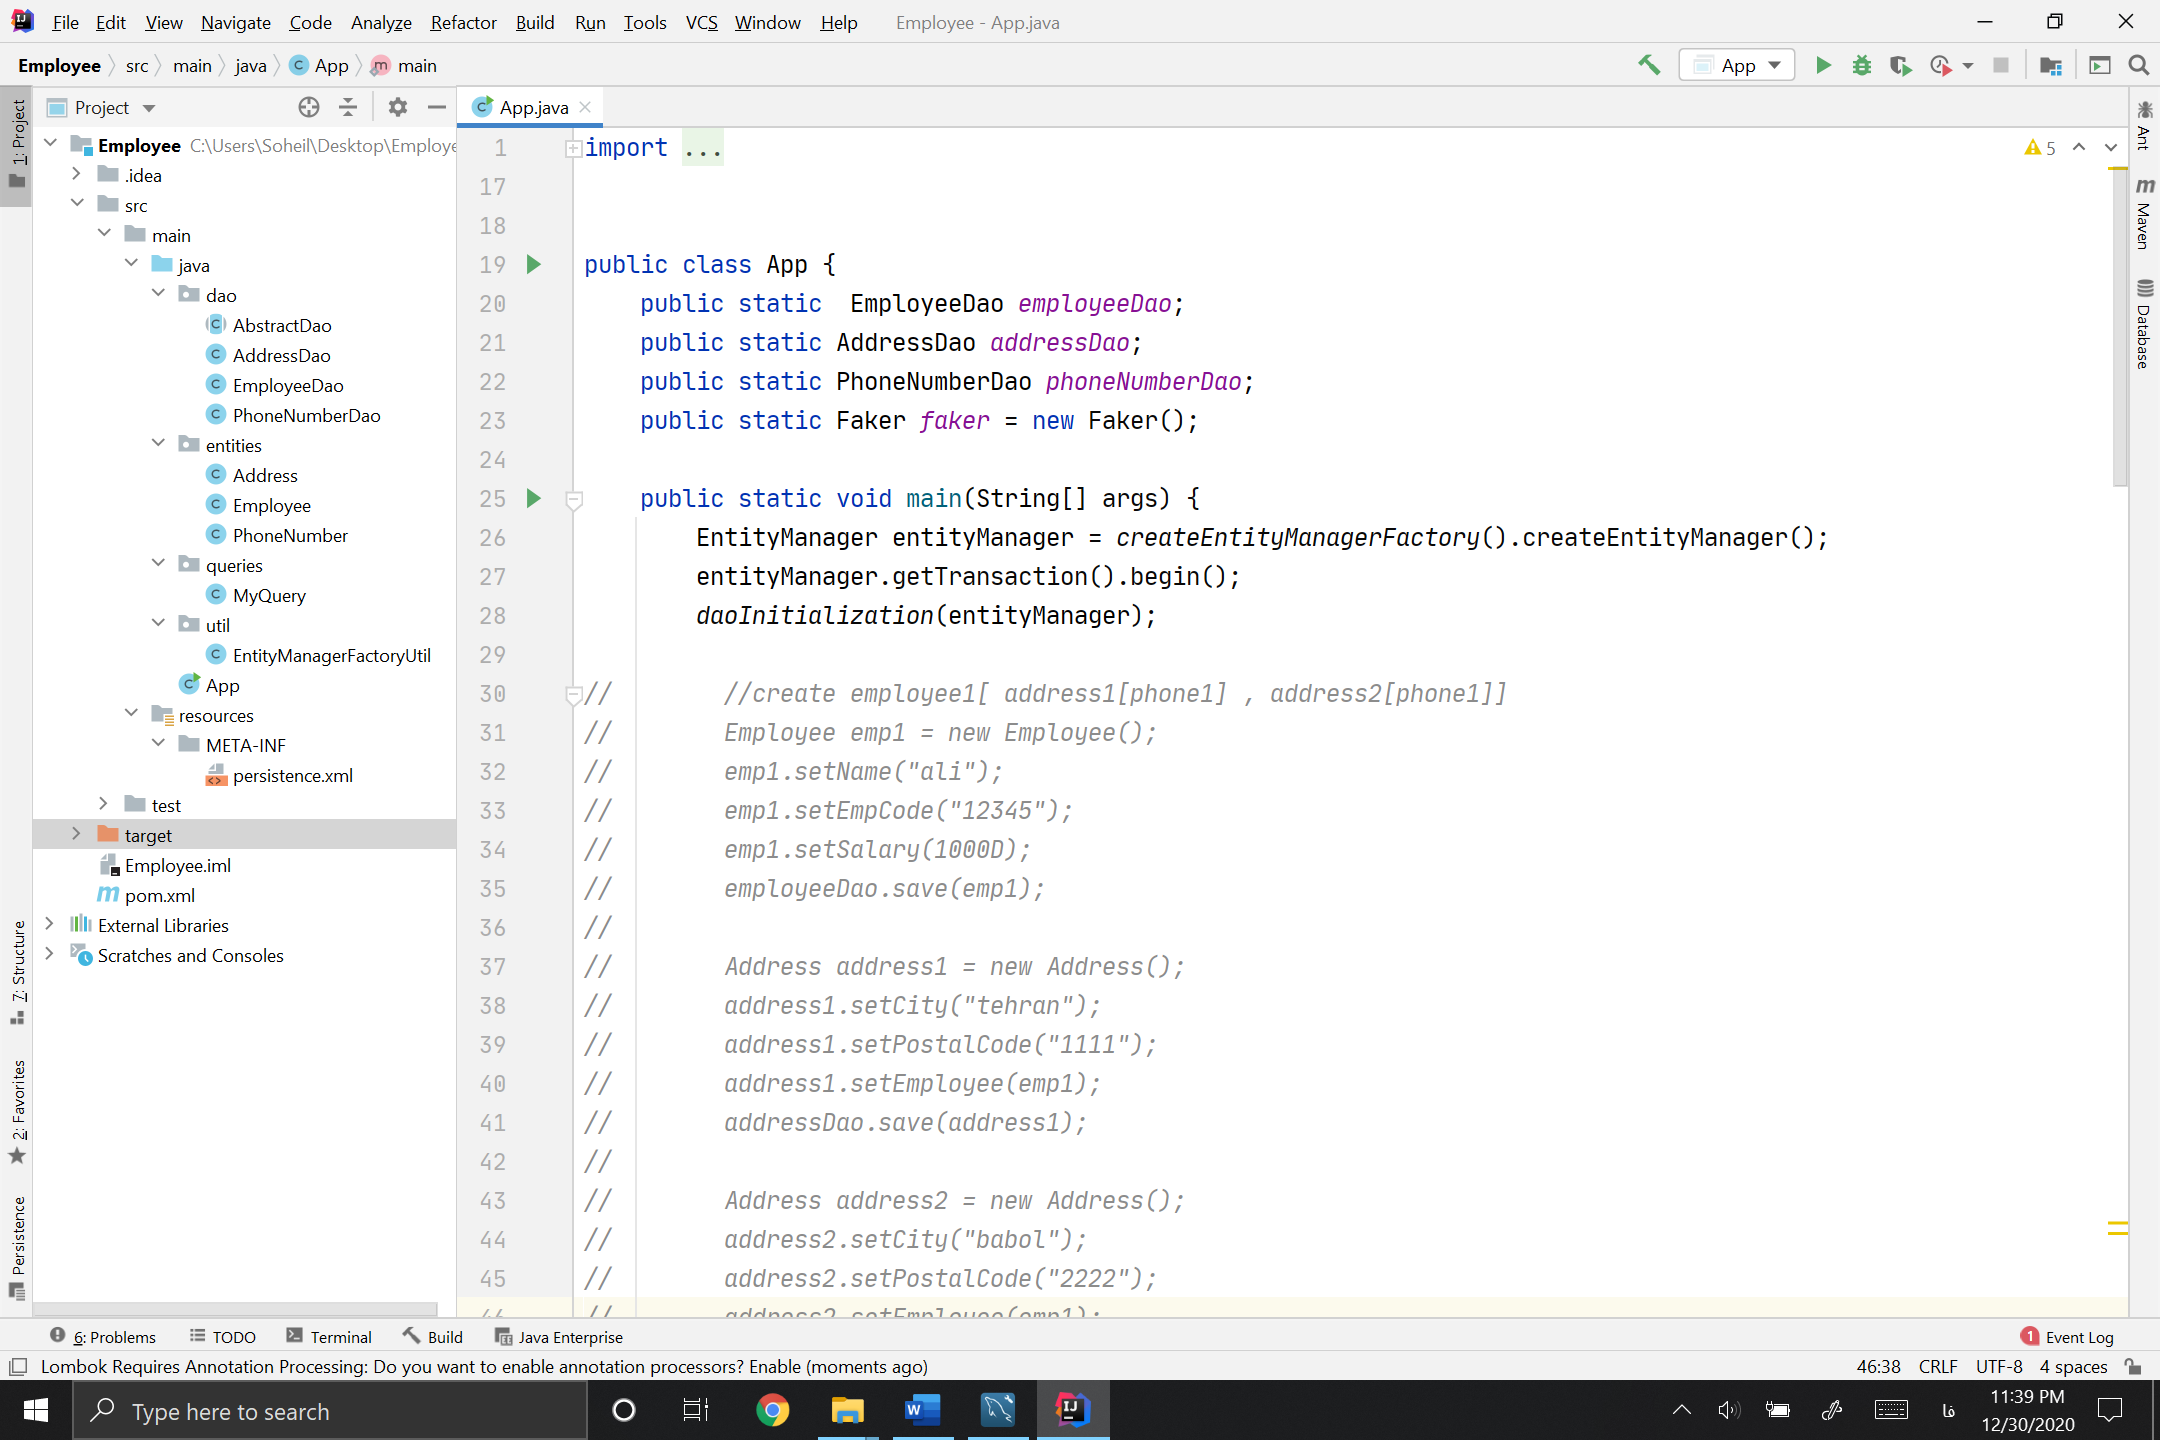 File Edit View Navigate Code Analyze Refactor Build Run Tools VCS Window Help Employee - App.java
Employee src main java App main App
Project App.java
1: Project
7: Structure
2: Favorites
Persistence
Employee C:\Users\Soheil\Desktop\Employe
.idea
src
main
java
dao
AbstractDao
AddressDao
EmployeeDao
PhoneNumberDao
entities
Address
Employee
PhoneNumber
queries
MyQuery
util
EntityManagerFactoryUtil
App
resources
META-INF
persistence.xml
test
target
Employee.iml
pom.xml
External Libraries
Scratches and Consoles
1 import ... 5
17
18
19 public class App {
20 public static  EmployeeDao employeeDao;
21 public static AddressDao addressDao;
22 public static PhoneNumberDao phoneNumberDao;
23 public static Faker faker = new Faker();
24
25 public static void main(String[] args) {
26 EntityManager entityManager = createEntityManagerFactory().createEntityManager();
27 entityManager.getTransaction().begin();
28 daoInitialization(entityManager);
29
30 // //create employee1[ address1[phone1] , address2[phone1]]
31 // Employee emp1 = new Employee();
32 // emp1.setName("ali");
33 // emp1.setEmpCode("12345");
34 // emp1.setSalary(1000D);
35 // employeeDao.save(emp1);
36 //
37 // Address address1 = new Address();
38 // address1.setCity("tehran");
39 // address1.setPostalCode("1111");
40 // address1.setEmployee(emp1);
41 // addressDao.save(address1);
42 //
43 // Address address2 = new Address();
44 // address2.setCity("babol");
45 // address2.setPostalCode("2222");
46 // address2.setEmployee(emp1);
Ant
Maven
Database
6: Problems TODO Terminal Build Java Enterprise 1 Event Log
Lombok Requires Annotation Processing: Do you want to enable annotation processors? Enable (moments ago) 46:38 CRLF UTF-8 4 spaces
Type here to search فا 11:39 PM
12/30/2020